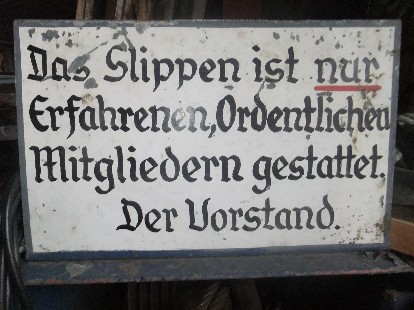 Das Slippen ist nur
Erfahrenen, Ordentlichen
Mitgliedern gestattet.
Der Vorstand.